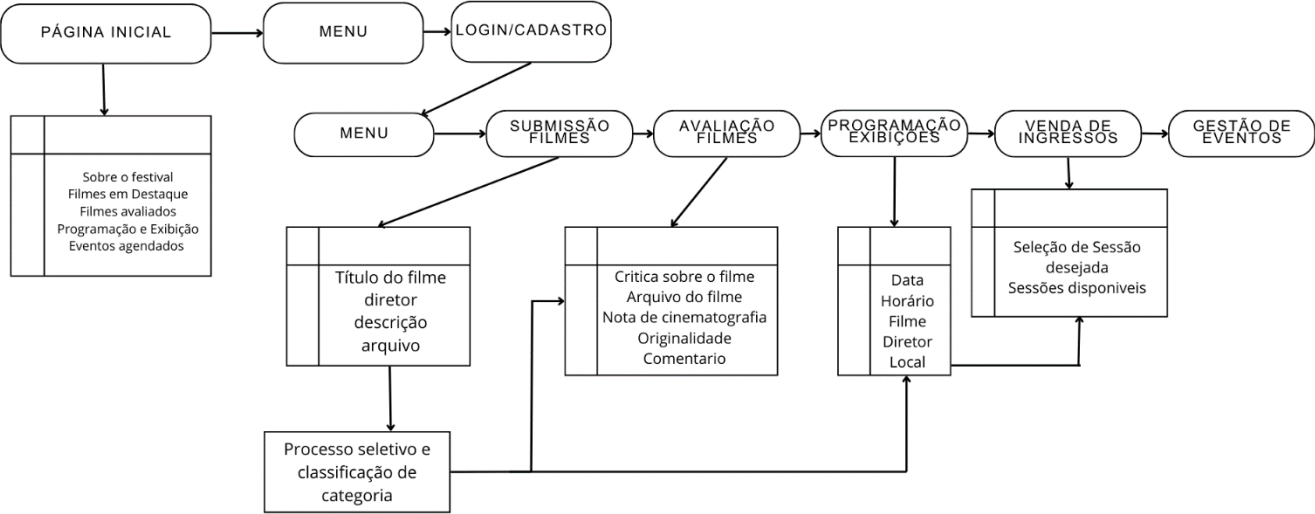 PÁGINA INICIAL
MENU
LOGIN/CADASTRO
MENU
SUBMISSÃO
FILMES
AVALIAÇÃO
FILMES
PROGRAMAÇÃO
EXIBIÇÕES
VENDA DE
INGRESSOS
GESTÃO DE
EVENTOS
Sobre o festival
Filmes em Destaque
Filmes avaliados
Programação e Exibição
Eventos agendados
Título do filme
diretor
descrição
arquivo
Critica sobre o filme
Arquivo do filme
Nota de cinematografia
Originalidade
Comentario
Data
Horário
Filme
Diretor
Local
Seleção de Sessão
desejada
Sessões disponiveis
Processo seletivo e
classificação de
categoria